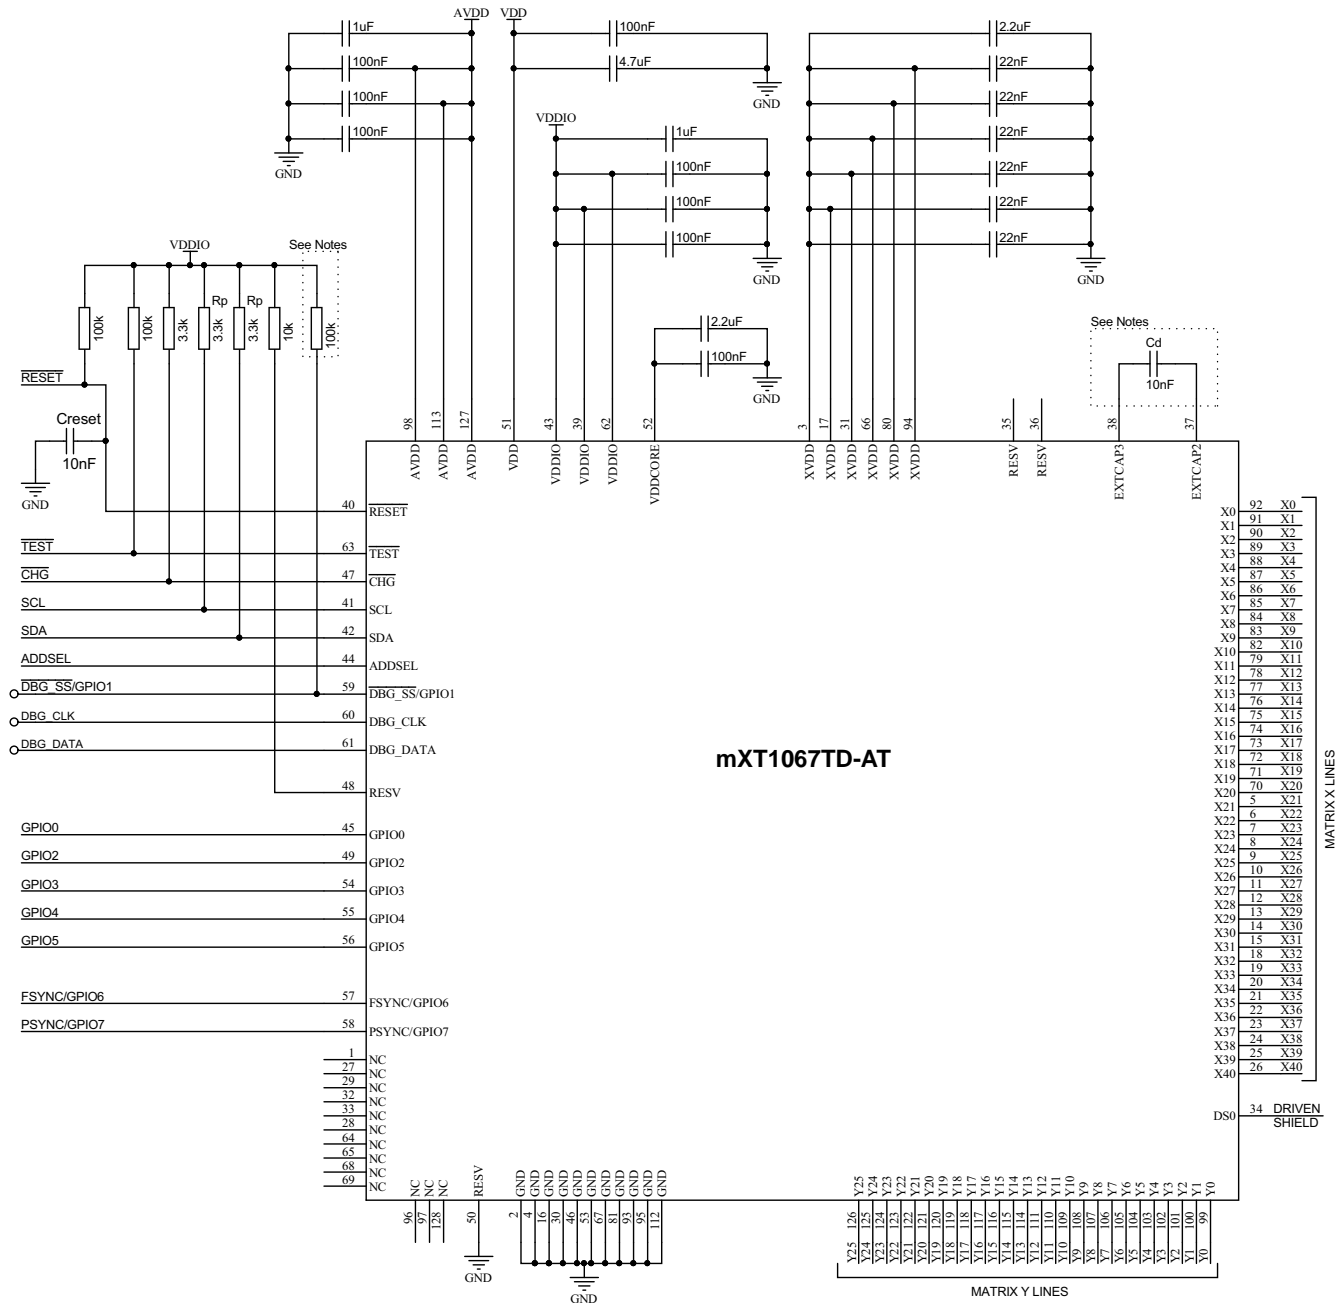 AVDD VDD
1uF 100nF 2.2uF
100nF 4.7uF 22nF
100nF GND 22nF
VDDIO
100nF 1uF 22nF
GND 100nF 22nF
100nF 22nF
100nF 22nF
VDDIO See Notes
GND GND
100k 100k 3.3k Rp 3.3k Rp 3.3k 10k 100k
2.2uF
100nF
GND
See Notes
Cd
10nF
RESET
Creset
10nF
GND
98 113 127 51 43 39 62 52 3 17 31 66 80 94 35 36 38 37
AVDD AVDD AVDD VDD VDDIO VDDIO VDDIO VDDCORE XVDD XVDD XVDD XVDD XVDD XVDD RESV RESV EXTCAP3 EXTCAP2
40 RESET
TEST 63 TEST
CHG 47 CHG
SCL 41 SCL
SDA 42 SDA
ADDSEL 44 ADDSEL
DBG_SS/GPIO1 59 DBG_SS/GPIO1
DBG_CLK 60 DBG_CLK
DBG_DATA 61 DBG_DATA
48 RESV
GPIO0 45 GPIO0
GPIO2 49 GPIO2
GPIO3 54 GPIO3
GPIO4 55 GPIO4
GPIO5 56 GPIO5
FSYNC/GPIO6 57 FSYNC/GPIO6
PSYNC/GPIO7 58 PSYNC/GPIO7
1 NC
27 NC
29 NC
32 NC
33 NC
28 NC
64 NC
65 NC
68 NC
69 NC
mXT1067TD-AT
X0 92 X0
X1 91 X1
X2 90 X2
X3 89 X3
X4 88 X4
X5 87 X5
X6 86 X6
X7 85 X7
X8 84 X8
X9 83 X9
X10 82 X10
X11 79 X11
X12 78 X12
X13 77 X13
X14 76 X14
X15 75 X15
X16 74 X16
X17 73 X17
X18 72 X18
X19 71 X19
X20 70 X20
X21 5 X21
X22 6 X22
X23 7 X23
X24 8 X24
X25 9 X25
X26 10 X26
X27 11 X27
X28 12 X28
X29 13 X29
X30 14 X30
X31 15 X31
X32 18 X32
X33 19 X33
X34 20 X34
X35 21 X35
X36 22 X36
X37 23 X37
X38 24 X38
X39 25 X39
X40 26 X40
MATRIX X LINES
DS0 34 DRIVEN
SHIELD
NC NC NC RESV GND GND GND GND GND GND GND GND GND GND GND
96 97 128 50 2 4 16 30 46 53 67 81 93 95 112
GND
GND
Y25 Y24 Y23 Y22 Y21 Y20 Y19 Y18 Y17 Y16 Y15 Y14 Y13 Y12 Y11 Y10 Y9 Y8 Y7 Y6 Y5 Y4 Y3 Y2 Y1 Y0
126 125 124 123 122 121 120 119 118 117 116 115 114 111 110 109 108 107 106 105 104 103 102 101 100 99
Y25 Y24 Y23 Y22 Y21 Y20 Y19 Y18 Y17 Y16 Y15 Y14 Y13 Y12 Y11 Y10 Y9 Y8 Y7 Y6 Y5 Y4 Y3 Y2 Y1 Y0
MATRIX Y LINES